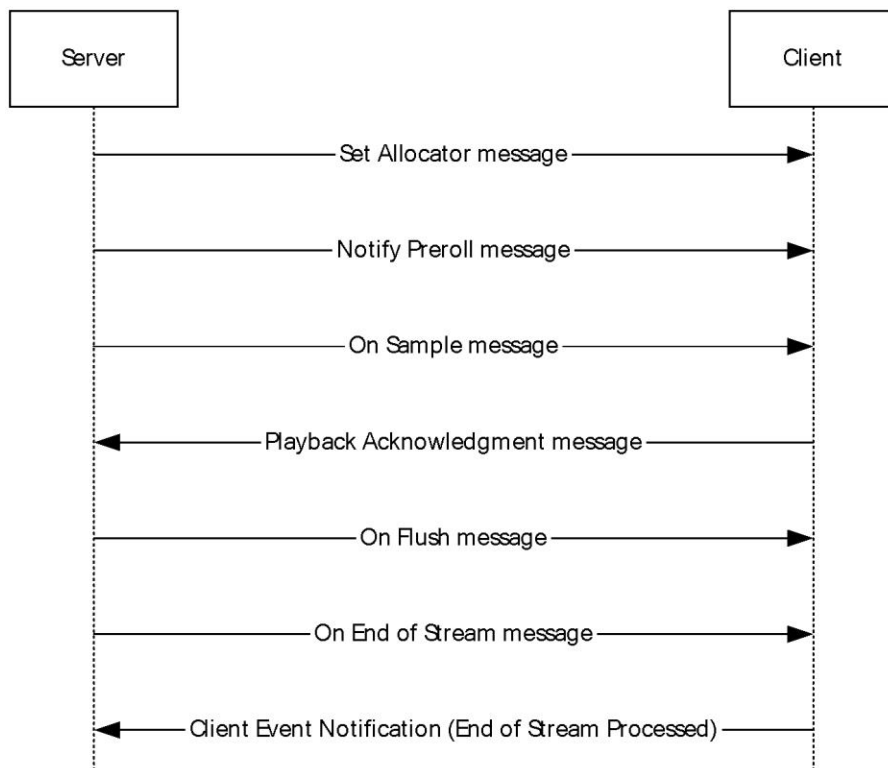 Server
Client
Set Allocator message
Notify Preroll message
On Sample message
Playback Acknowledgment message
On Flush message
On End of Stream message
Client Event Notification (End of Stream Processed)